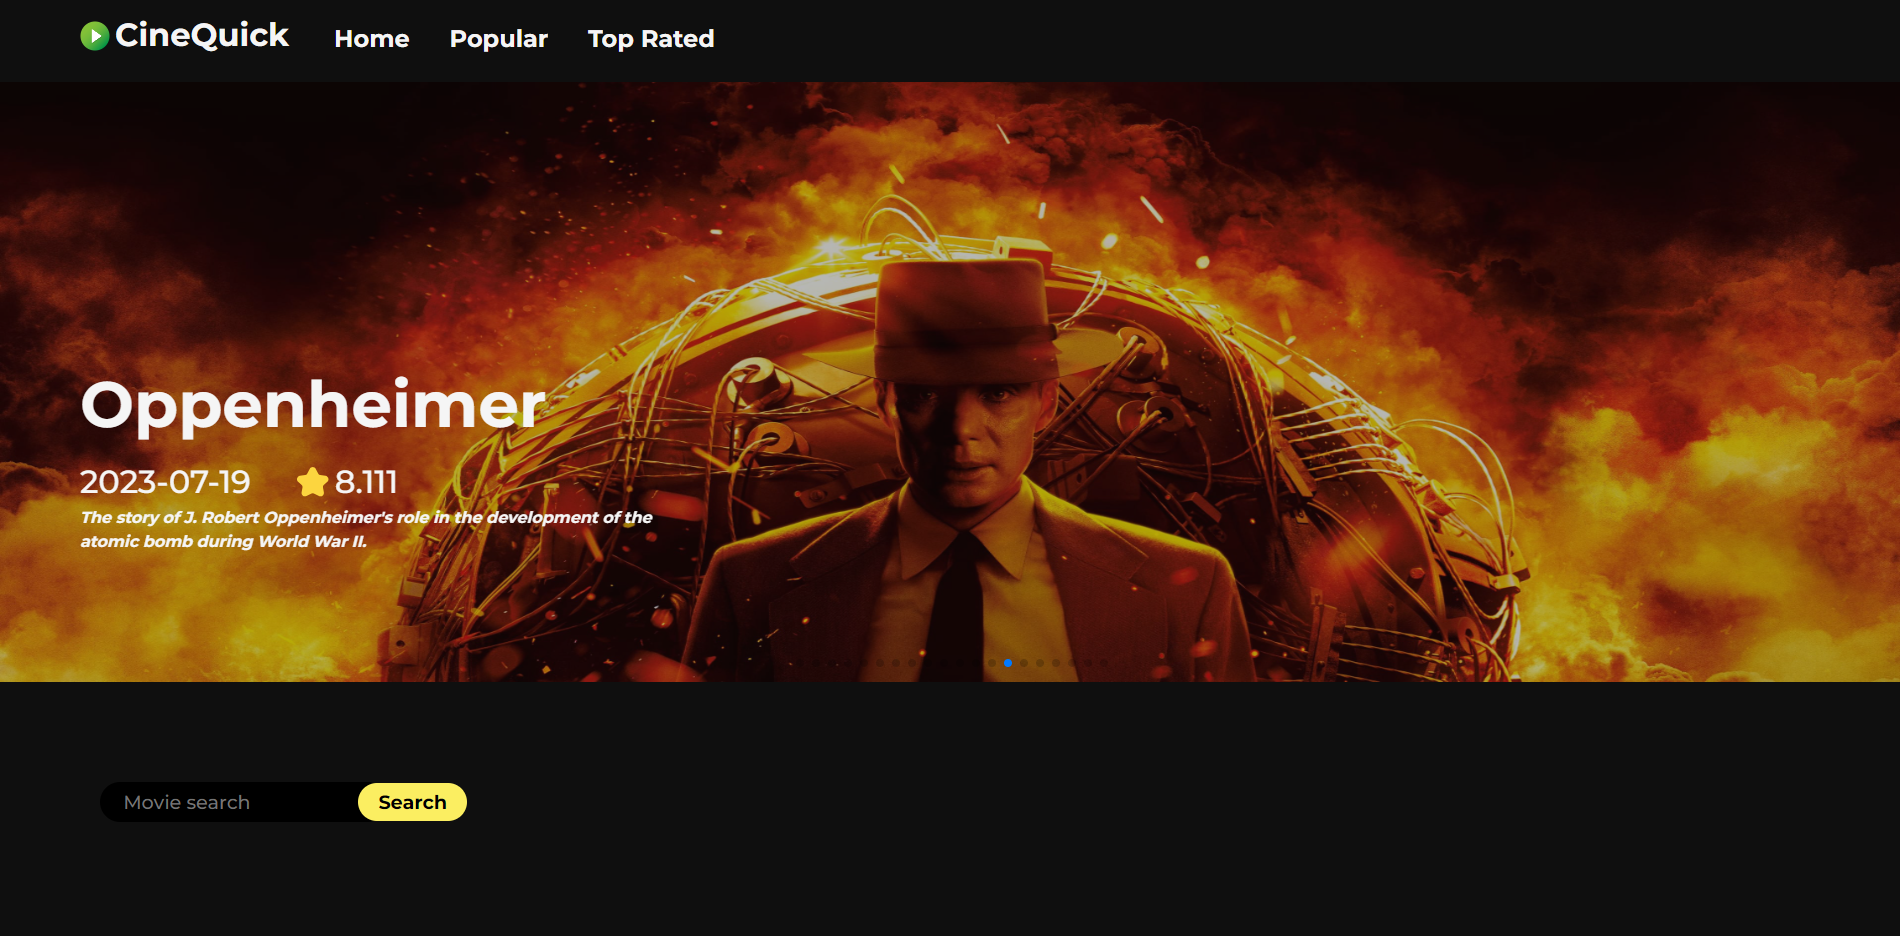 CineQuick Home Popular Top Rated
Oppenheimer
2023-07-19 8.111
The story of J. Robert Oppenheimer's role in the development of the
atomic bomb during World War II.
Movie search Search